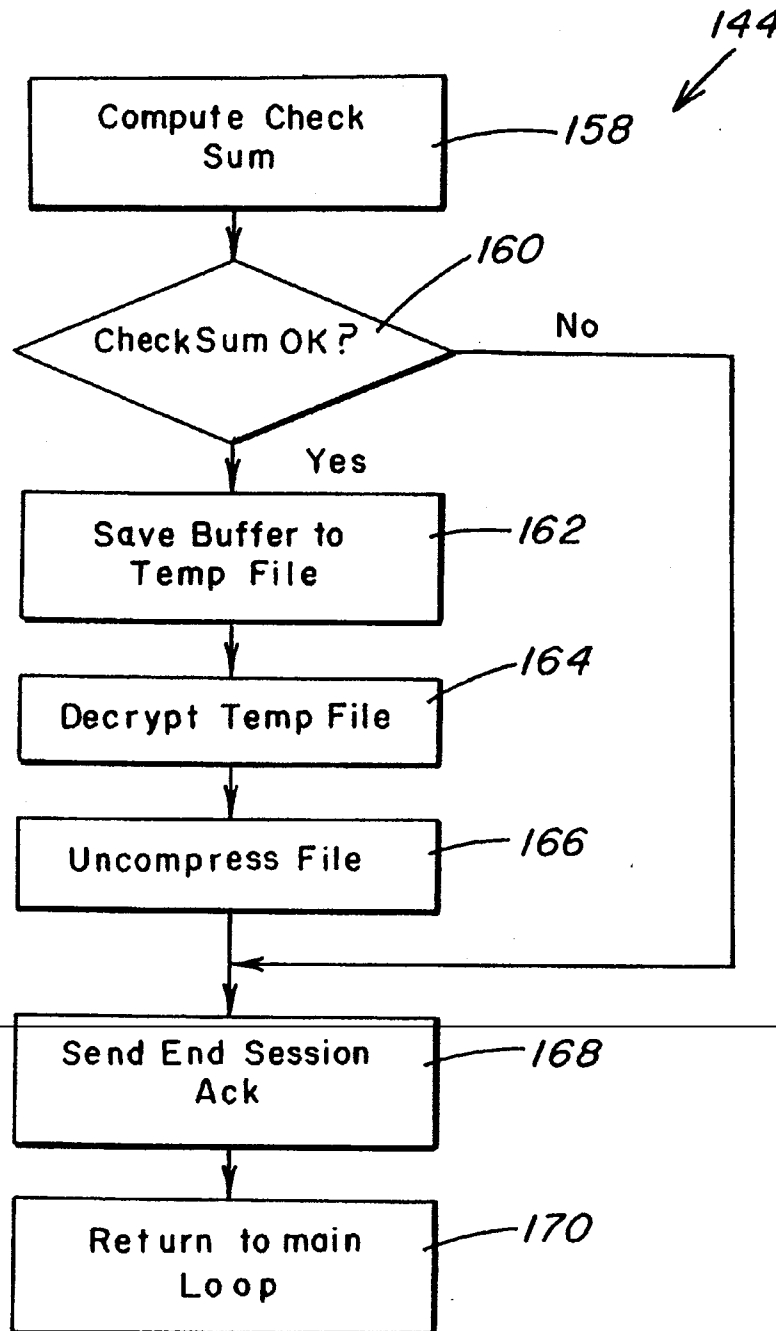 144
Compute Check
Sum
158
160
CheckSum OK?
No
Yes
Save Buffer to
Temp File
162
164
Decrypt Temp File
Uncompress File
166
Send End Session
Ack
168
Return to main
Loop
170